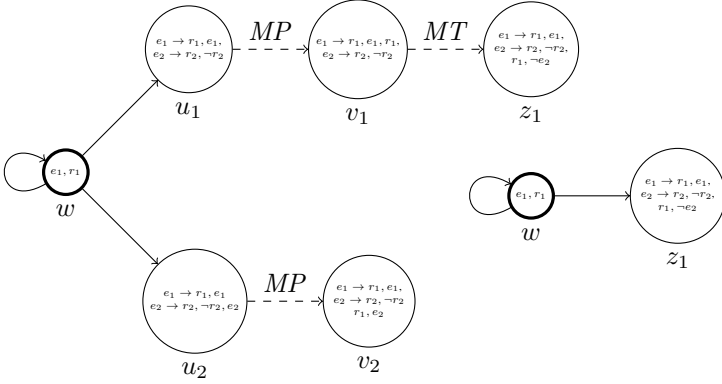 e₁ → r₁, e₁,
e₂ → r₂, ¬r₂
u₁
MP
e₁ → r₁, e₁, r₁,
e₂ → r₂, ¬r₂
v₁
MT
e₁ → r₁, e₁,
e₂ → r₂, ¬r₂,
r₁, ¬e₂
z₁
e₁, r₁
w
e₁ → r₁, e₁
e₂ → r₂, ¬r₂, e₂
u₂
MP
e₁ → r₁, e₁,
e₂ → r₂, ¬r₂
r₁, e₂
v₂
e₁, r₁
w
e₁ → r₁, e₁,
e₂ → r₂, ¬r₂,
r₁, ¬e₂
z₁